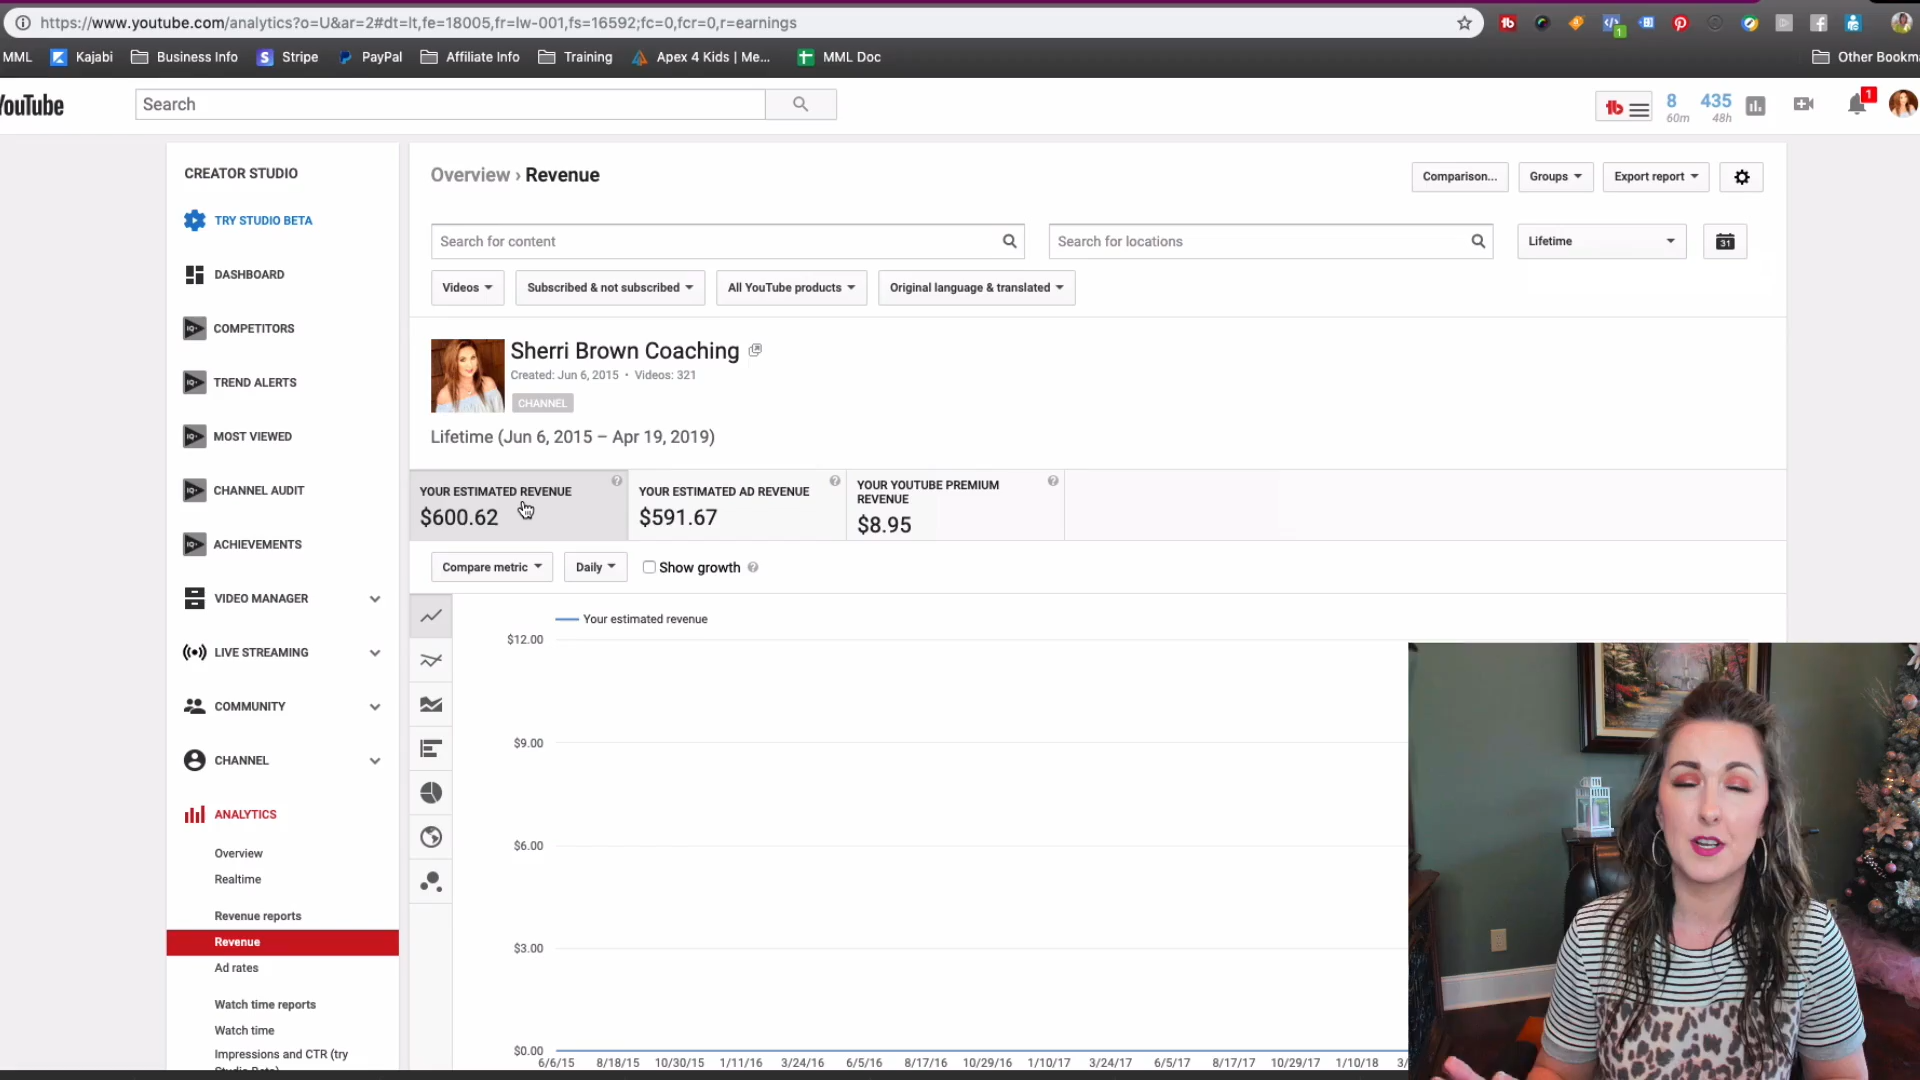 https://www.youtube.com/analytics?o=U&ar=2#dt=lt,fe=18005,fr=lw-001,fs=16592;fc=0,fcr=0,r=earnings
MML Kajabi Business Info Stripe PayPal Affiliate Info Training Apex 4 Kids | Me... MML Doc Other Bookma
YouTube Search 8 60m 435 48h 1
CREATOR STUDIO
TRY STUDIO BETA
DASHBOARD
COMPETITORS
TREND ALERTS
MOST VIEWED
CHANNEL AUDIT
ACHIEVEMENTS
VIDEO MANAGER
LIVE STREAMING
COMMUNITY
CHANNEL
ANALYTICS
Overview
Realtime
Revenue reports
Revenue
Ad rates
Watch time reports
Watch time
Impressions and CTR (try
Studio Beta)
Overview › Revenue
Comparison... Groups Export report
Search for content Search for locations Lifetime 31
Videos Subscribed & not subscribed All YouTube products Original language & translated
Sherri Brown Coaching
Created: Jun 6, 2015 • Videos: 321
CHANNEL
Lifetime (Jun 6, 2015 – Apr 19, 2019)
YOUR ESTIMATED REVENUE
$600.62
YOUR ESTIMATED AD REVENUE
$591.67
YOUR YOUTUBE PREMIUM
REVENUE
$8.95
Compare metric Daily Show growth
Your estimated revenue
$12.00
$9.00
$6.00
$3.00
$0.00
6/6/15 8/18/15 10/30/15 1/11/16 3/24/16 6/5/16 8/17/16 10/29/16 1/10/17 3/24/17 6/5/17 8/17/17 10/29/17 1/10/18 3/